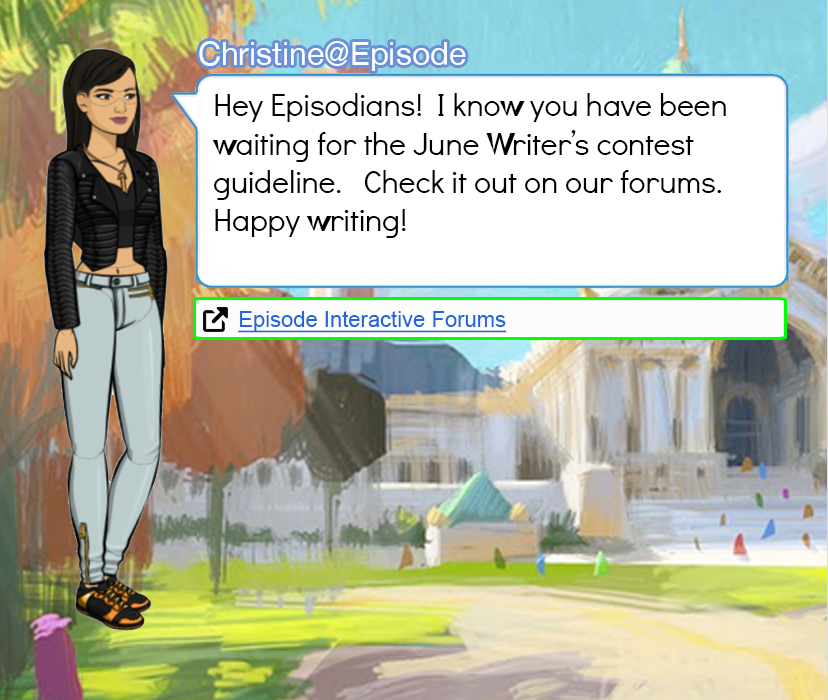 Christine@Episode
Hey Episodians! I know you have been
waiting for the June Writer's contest
guideline. Check it out on our forums.
Happy writing!
Episode Interactive Forums